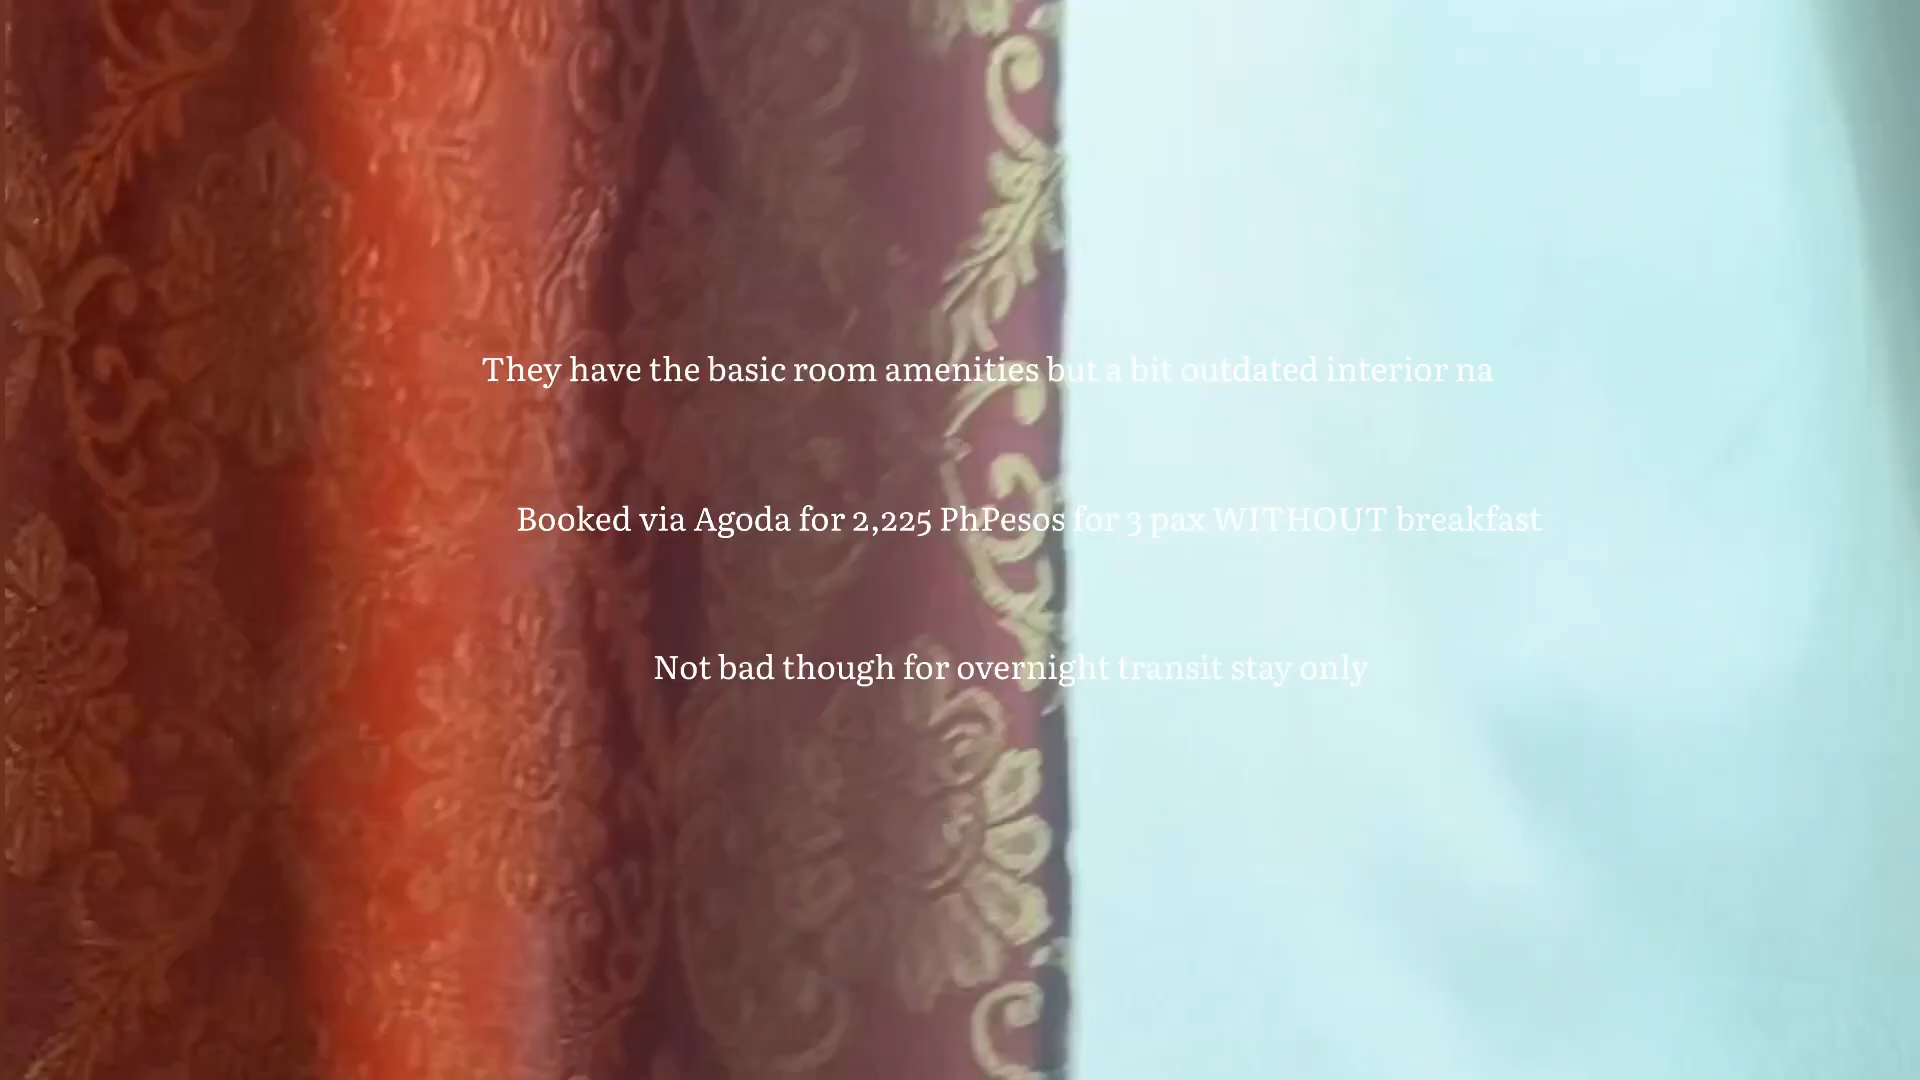 They have the basic room amenities but a bit outdated interior na
Booked via Agoda for 2,225 PhPesos for 3 pax WITHOUT breakfast
Not bad though for overnight transit stay only